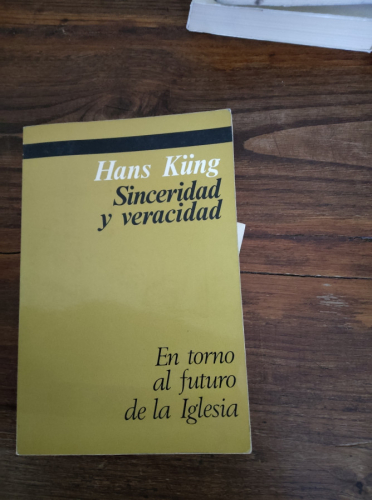 Hans Küng
Sinceridad
y veracidad
En torno
al futuro
de la Iglesia